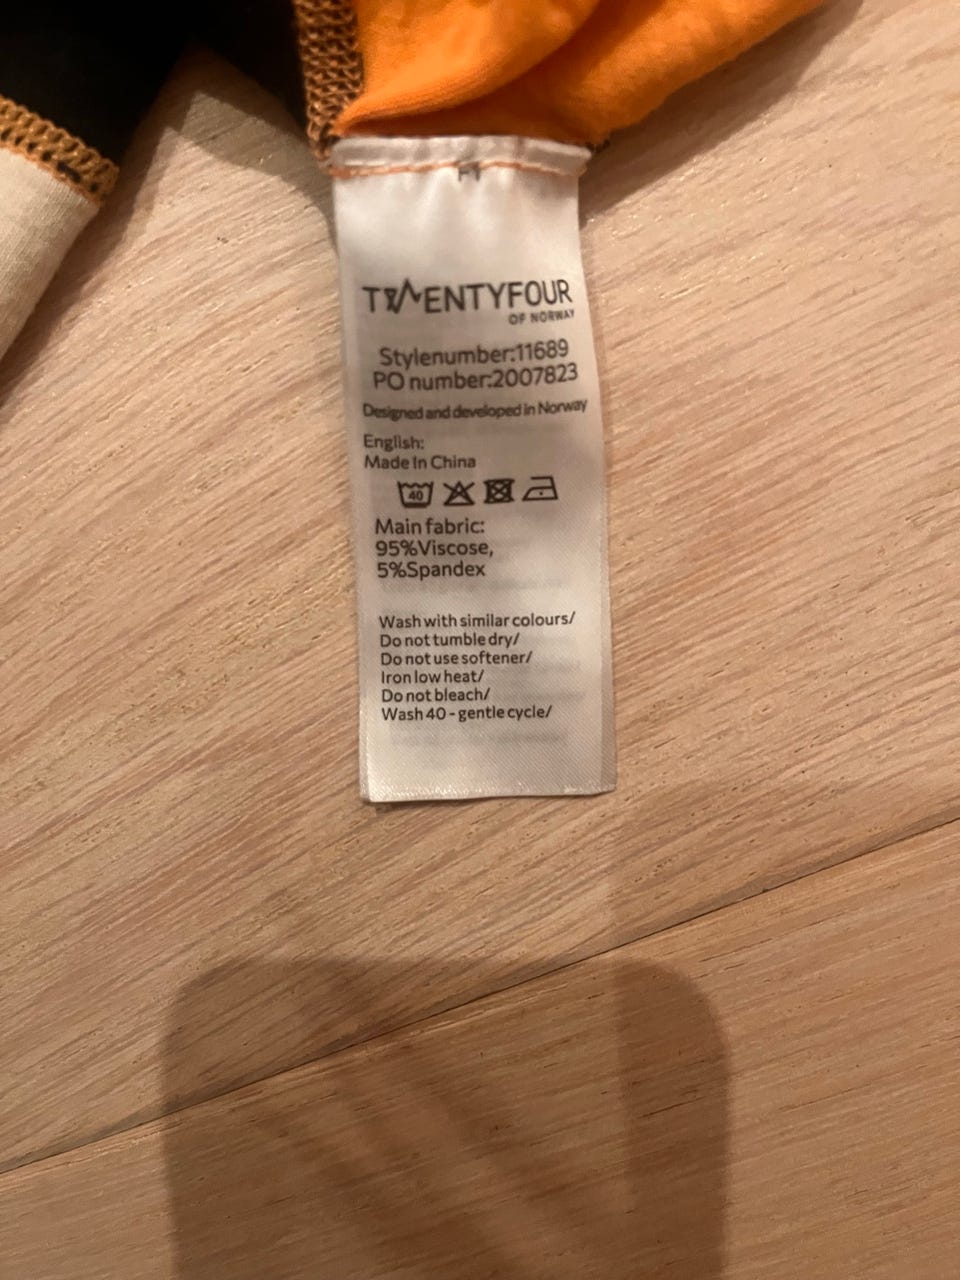 TWENTYFOUR
OF NORWAY
Stylenumber:11689
PO number:2007823
Designed and developed in Norway
English:
Made In China
40
Main fabric:
95%Viscose,
5%Spandex
Wash with similar colours/
Do not tumble dry/
Do not use softener/
Iron low heat/
Do not bleach/
Wash 40 - gentle cycle/